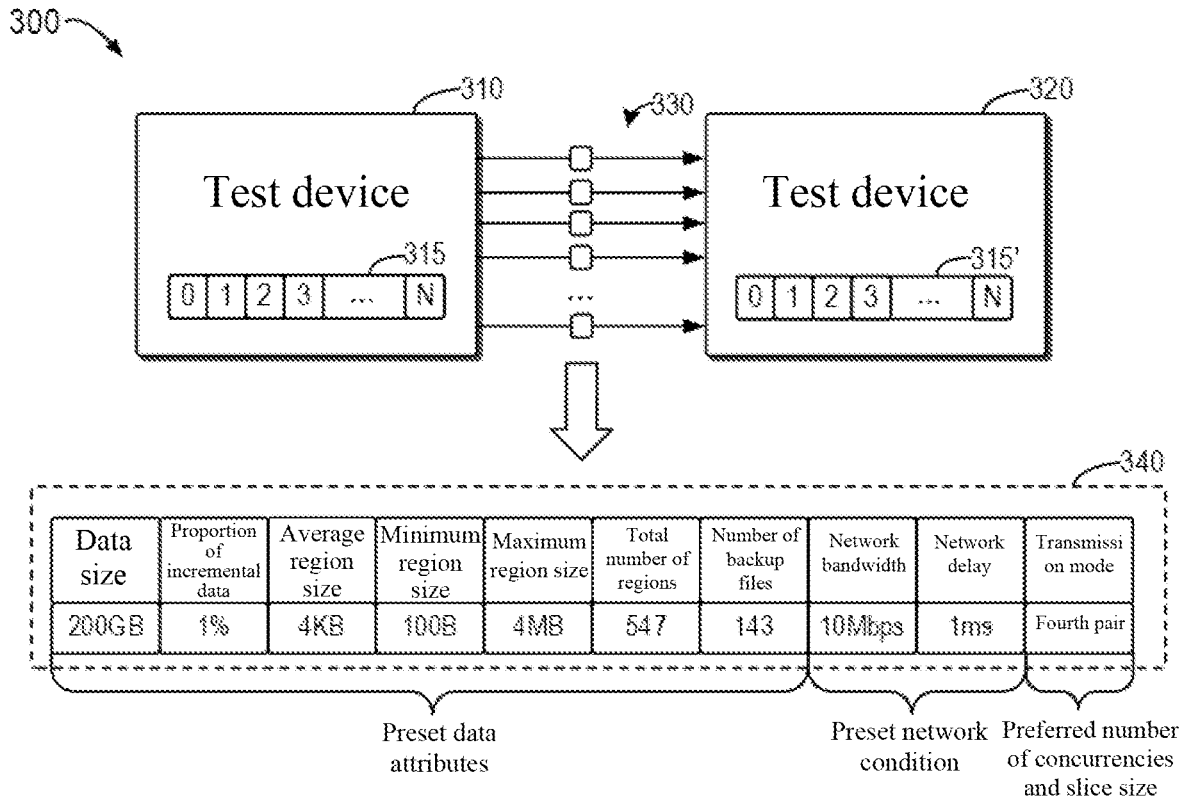 300
310
330
320
Test device
Test device
315
315'
0 1 2 3 ... N
...
0 1 2 3 ... N
340
Data size
Proportion of incremental data
Average region size
Minimum region size
Maximum region size
Total number of regions
Number of backup files
Network bandwidth
Network delay
Transmissi on mode
200GB 1% 4KB 100B 4MB 547 143 10Mbps 1ms Fourth pair
Preset data
attributes
Preset network
condition
Preferred number
of concurrencies
and slice size